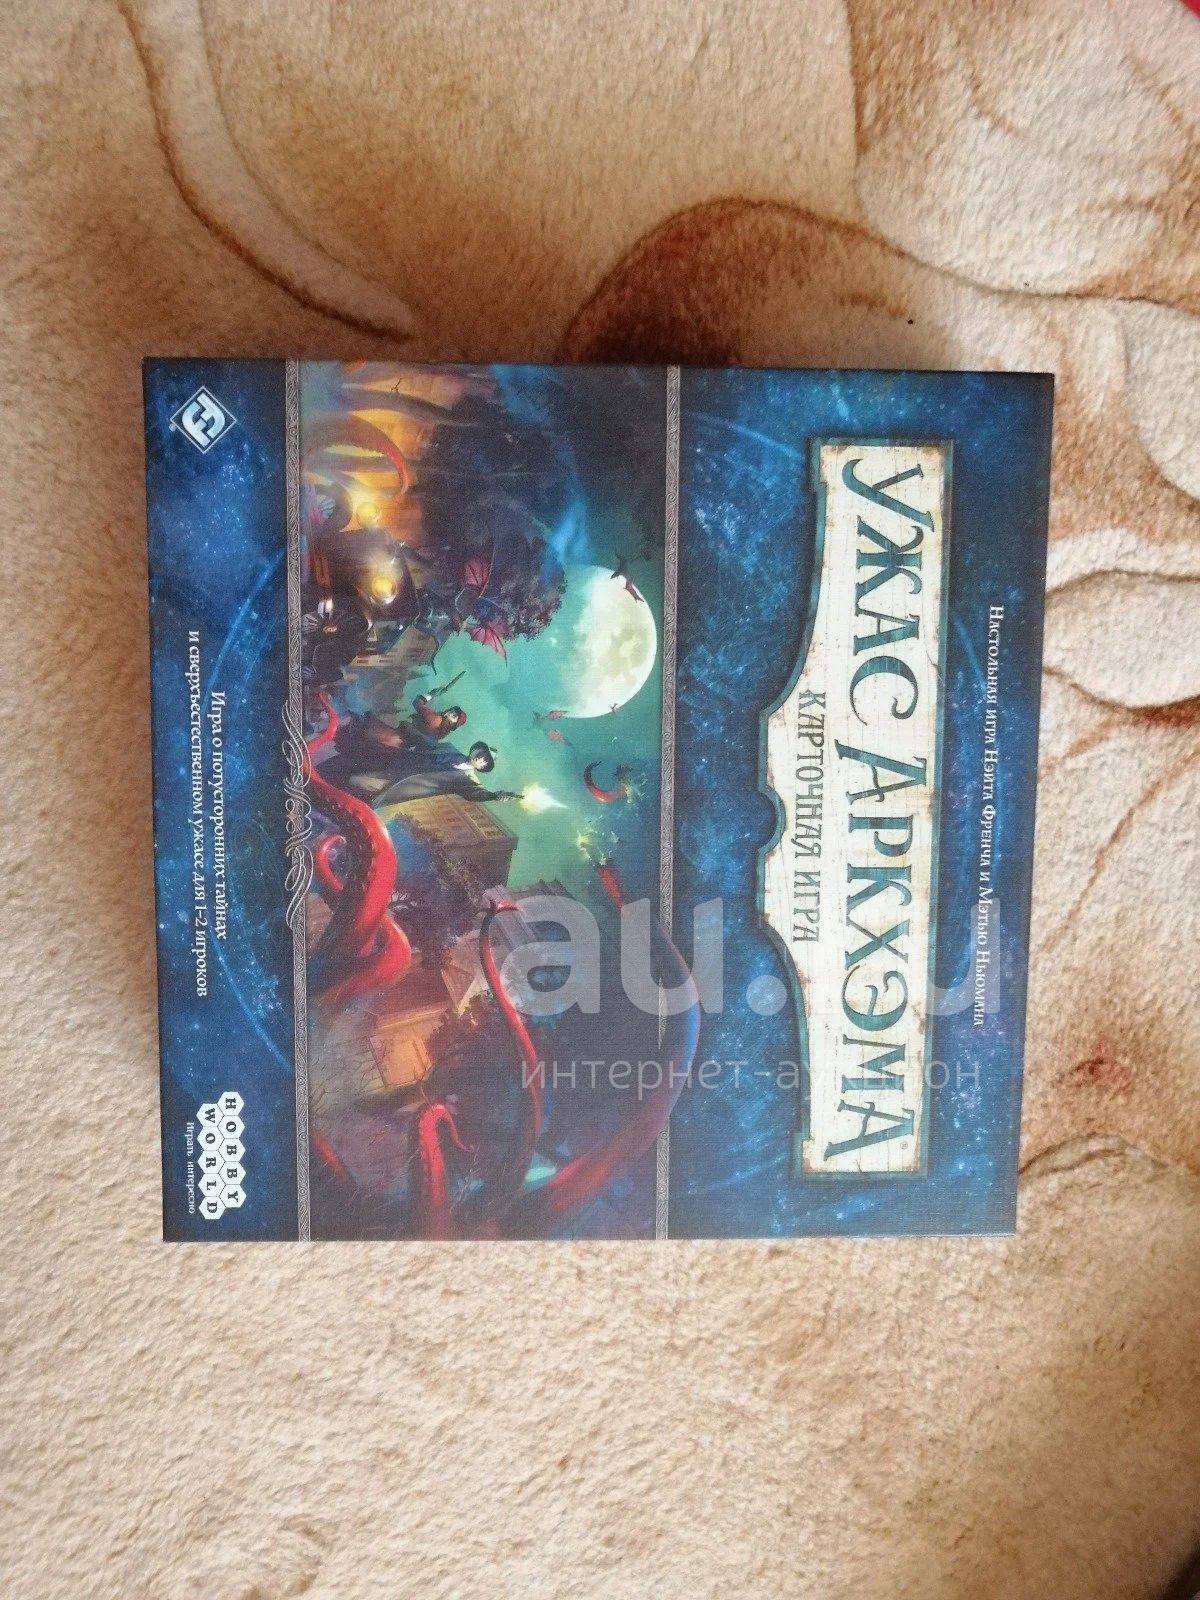 Настольная игра Нэйта Френча и Мэтью Ньюмана
УЖАС АРКХЭМА®
КАРТОЧНАЯ ИГРА
Игра о потусторонних тайнах
и сверхъестественном ужасе для 1-2 игроков
HOBBY
WORLD
Играть интересно
au.ru
интернет-аукцион